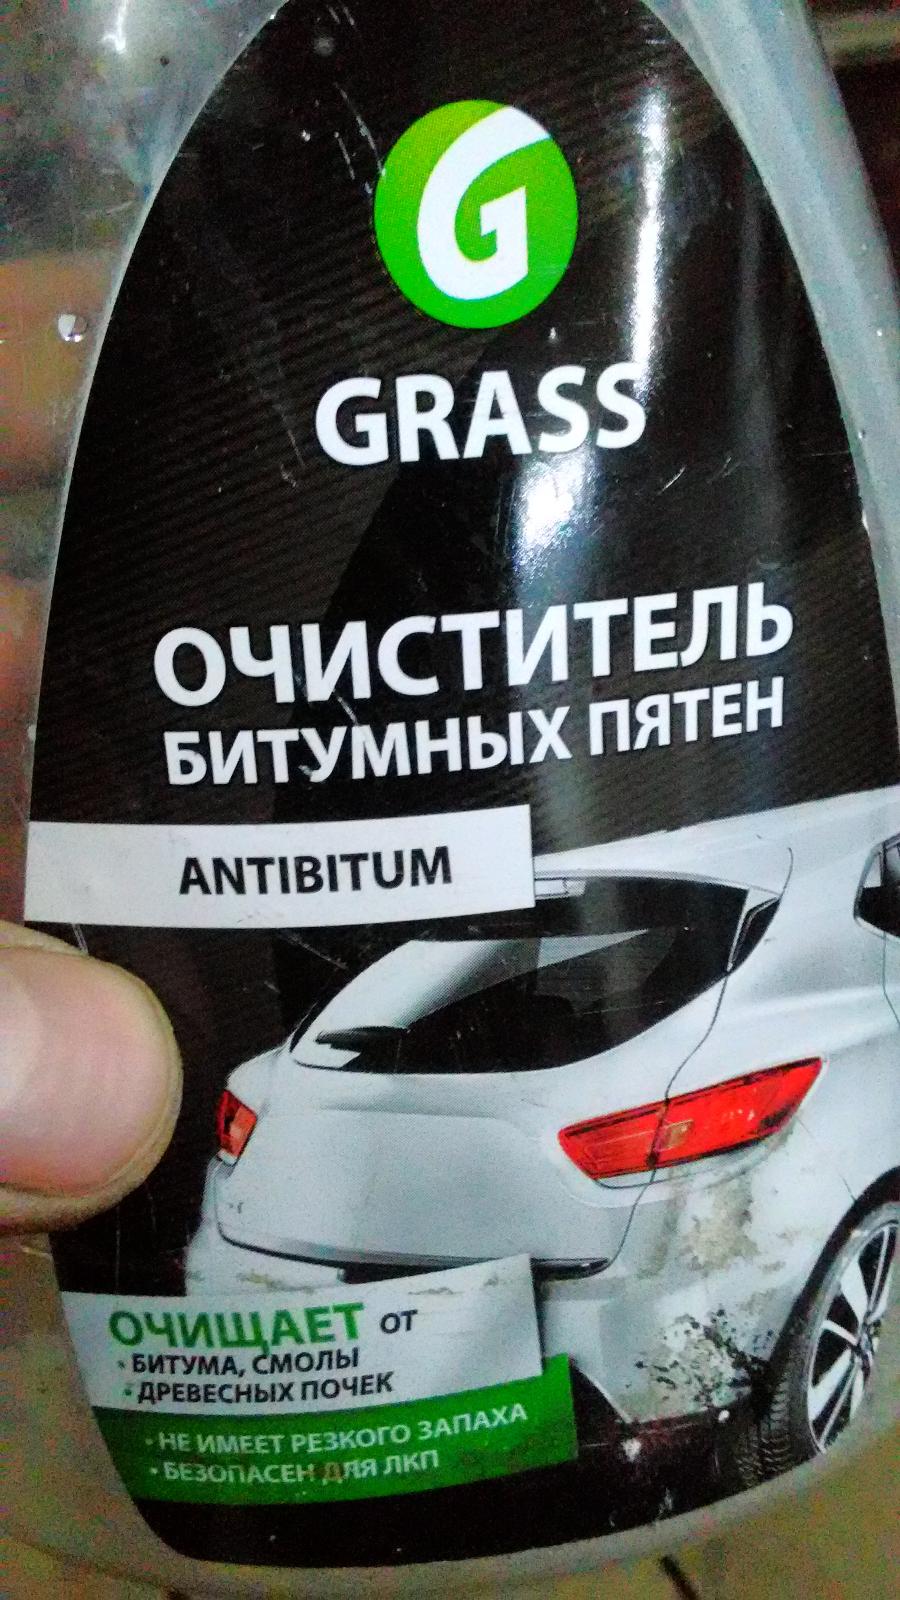 G
GRASS
ОЧИСТИТЕЛЬ
БИТУМНЫХ ПЯТЕН
ANTIBITUM
ОЧИЩАЕТ ОТ
• БИТУМА, СМОЛЫ
• ДРЕВЕСНЫХ ПОЧЕК
• НЕ ИМЕЕТ РЕЗКОГО ЗАПАХА
• БЕЗОПАСЕН ДЛЯ ЛКП